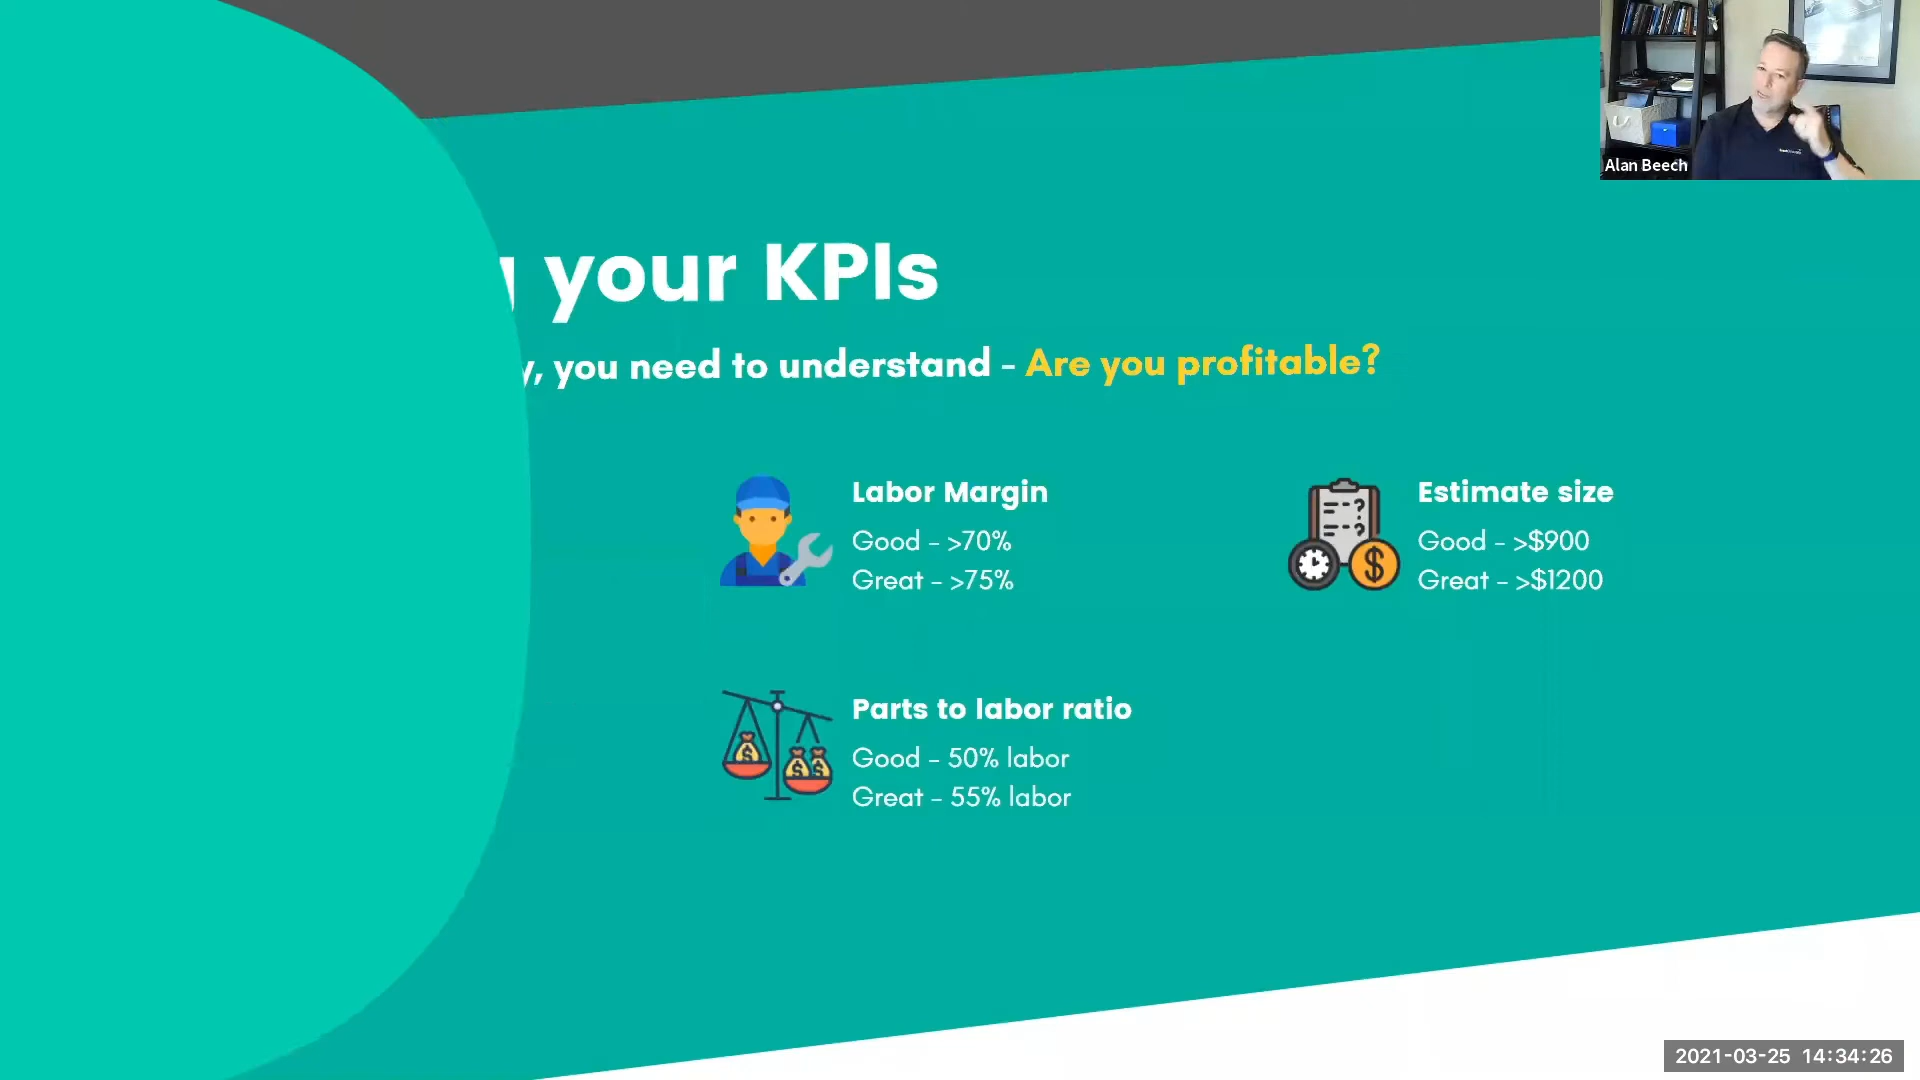 Alan Beech
your KPIs
, you need to understand - Are you profitable?
Labor Margin
Good - >70%
Great - >75%
Estimate size
Good - >$900
Great - >$1200
Parts to labor ratio
Good - 50% labor
Great - 55% labor
2021-03-25 14:34:26